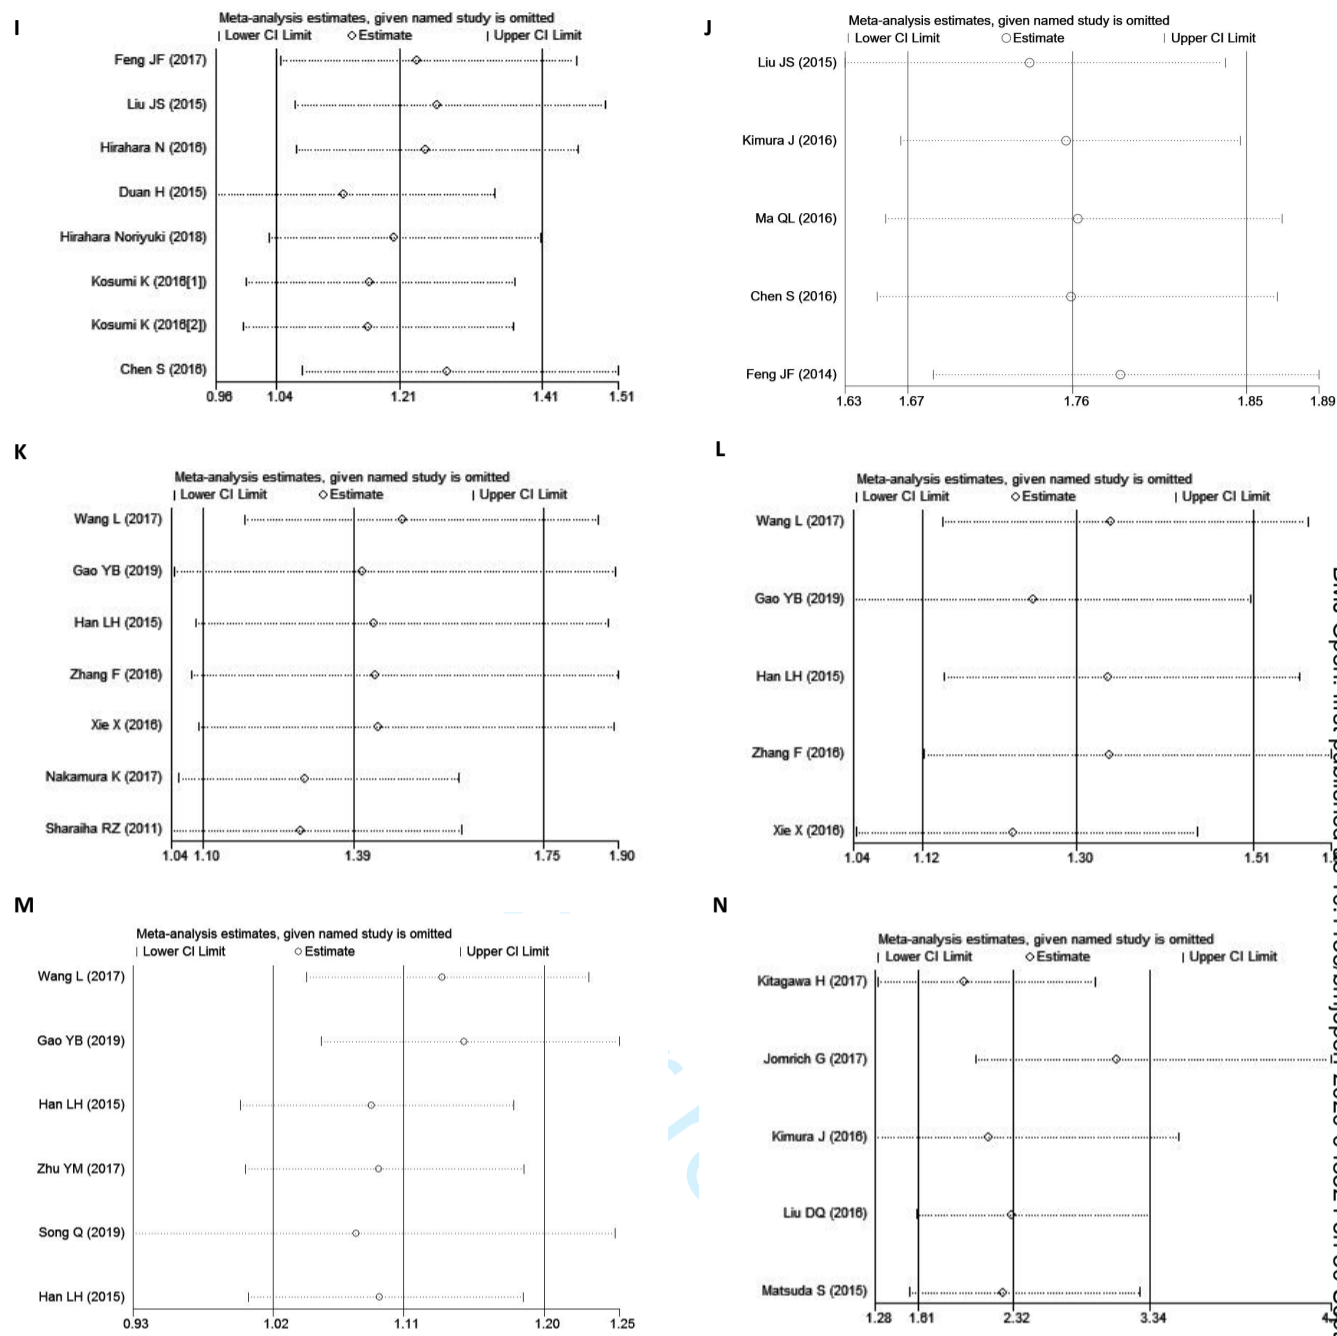 I
Meta-analysis estimates, given named study is omitted
| Lower CI Limit ◇ Estimate | Upper CI Limit
Feng JF (2017)
Liu JS (2015)
Hirahara N (2016)
Duan H (2015)
Hirahara Noriyuki (2018)
Kosumi K (2016[1])
Kosumi K (2016[2])
Chen S (2016)
0.96 1.04 1.21 1.41 1.51
J
Meta-analysis estimates, given named study is omitted
| Lower CI Limit ○ Estimate | Upper CI Limit
Liu JS (2015)
Kimura J (2016)
Ma QL (2016)
Chen S (2016)
Feng JF (2014)
1.63 1.67 1.76 1.85 1.89
K
Meta-analysis estimates, given named study is omitted
| Lower CI Limit ◇ Estimate | Upper CI Limit
Wang L (2017)
Gao YB (2019)
Han LH (2015)
Zhang F (2016)
Xie X (2016)
Nakamura K (2017)
Sharaiha RZ (2011)
1.04 1.10 1.39 1.75 1.90
L
Meta-analysis estimates, given named study is omitted
| Lower CI Limit ◇ Estimate | Upper CI Limit
Wang L (2017)
Gao YB (2019)
Han LH (2015)
Zhang F (2016)
Xie X (2016)
1.04 1.12 1.30 1.51
M
Meta-analysis estimates, given named study is omitted
| Lower CI Limit ○ Estimate | Upper CI Limit
Wang L (2017)
Gao YB (2019)
Han LH (2015)
Zhu YM (2017)
Song Q (2019)
Han LH (2015)
0.93 1.02 1.11 1.20 1.25
N
Meta-analysis estimates, given named study is omitted
| Lower CI Limit ◇ Estimate | Upper CI Limit
Kitagawa H (2017)
Jomrich G (2017)
Kimura J (2016)
Liu DQ (2016)
Matsuda S (2015)
1.28 1.61 2.32 3.34